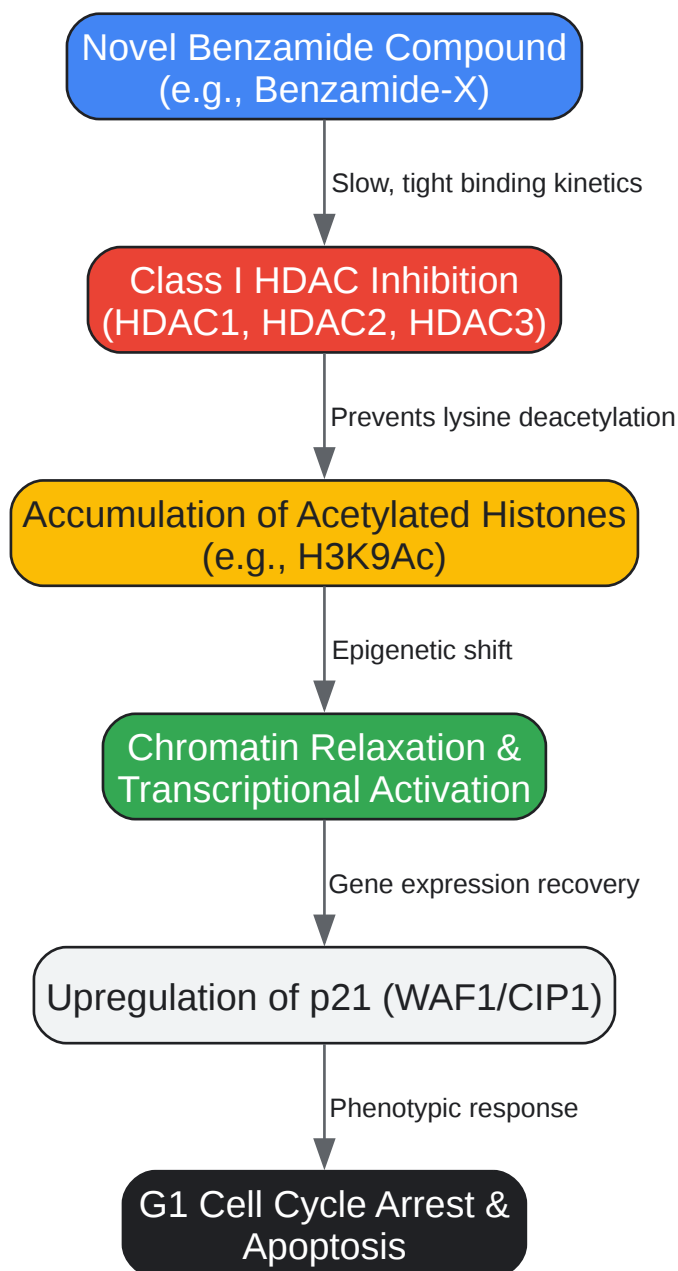 Novel Benzamide Compound
(e.g., Benzamide-X)
Slow, tight binding kinetics
Class I HDAC Inhibition
(HDAC1, HDAC2, HDAC3)
Prevents lysine deacetylation
Accumulation of Acetylated Histones
(e.g., H3K9Ac)
Epigenetic shift
Chromatin Relaxation &
Transcriptional Activation
Gene expression recovery
Upregulation of p21 (WAF1/CIP1)
Phenotypic response
G1 Cell Cycle Arrest &
Apoptosis